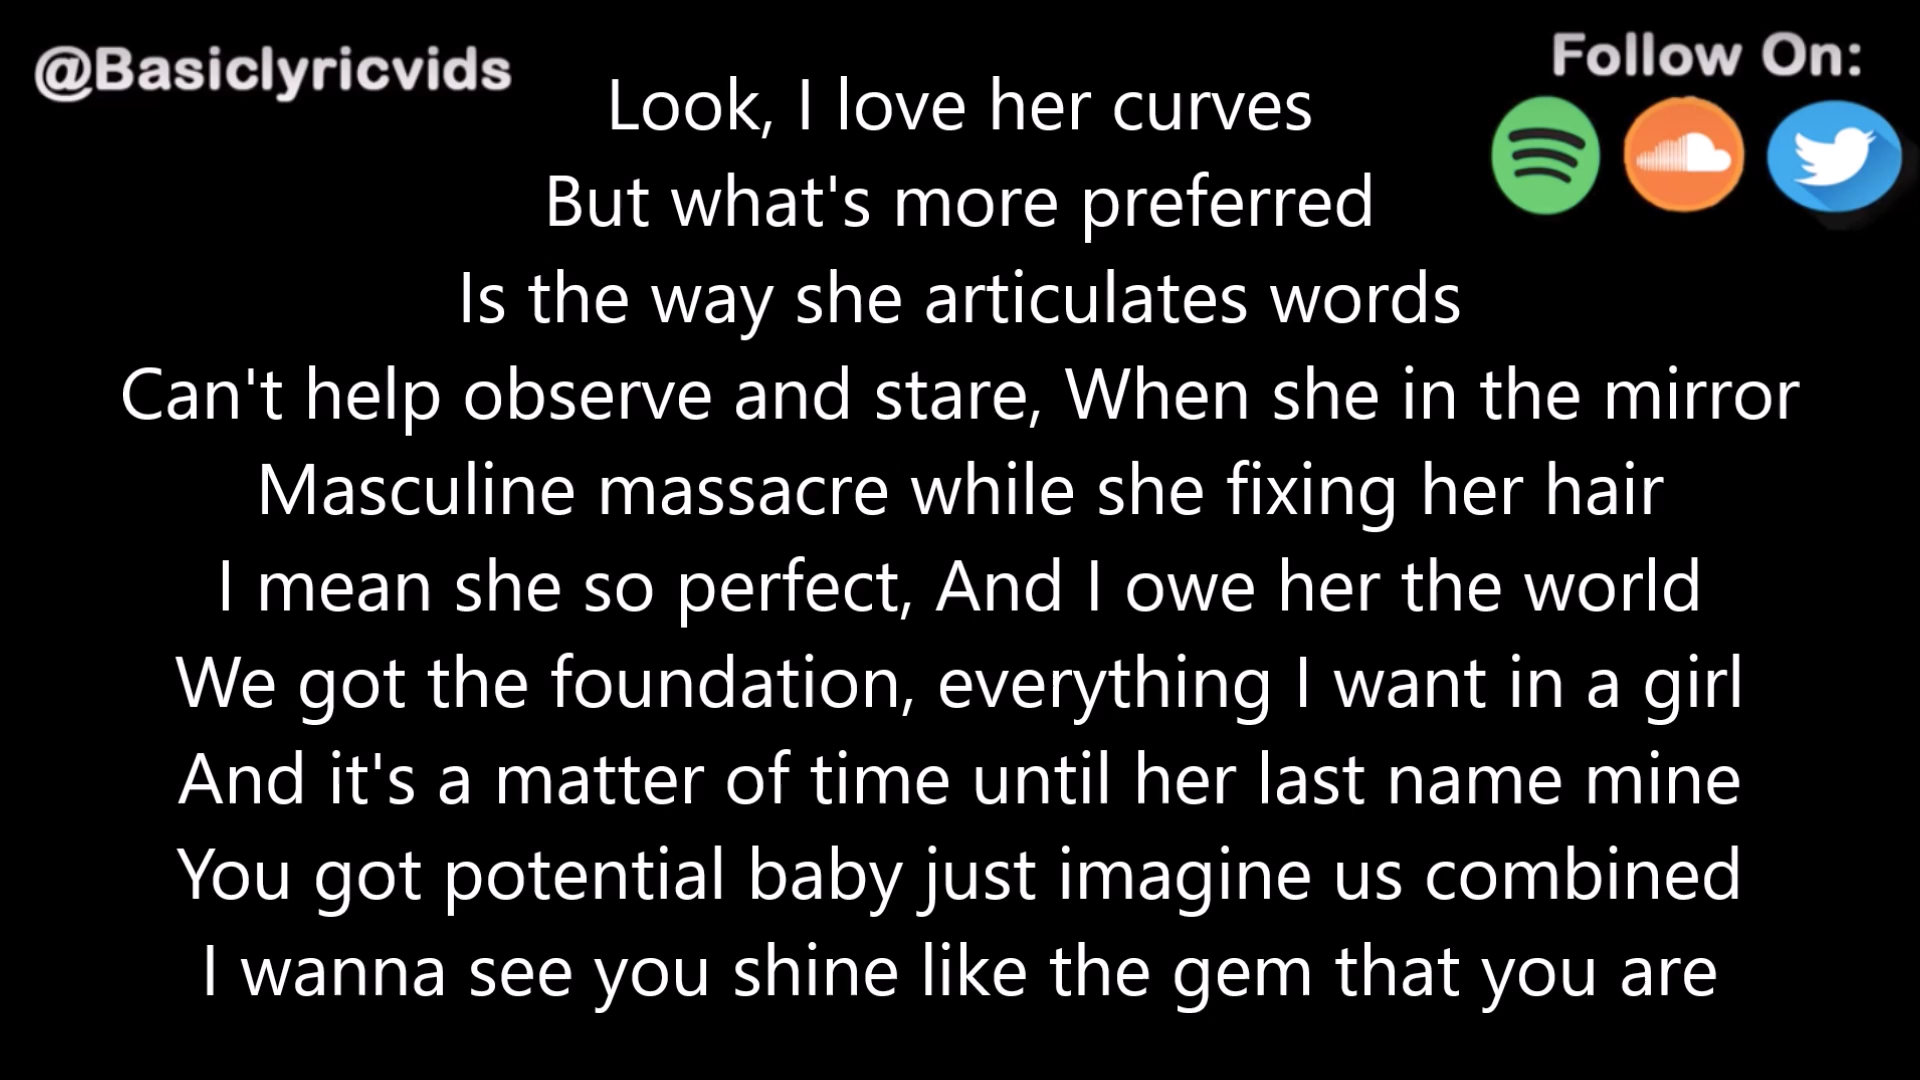 @Basiclyricvids
Follow On:
Look, I love her curves
But what's more preferred
Is the way she articulates words
Can't help observe and stare, When she in the mirror
Masculine massacre while she fixing her hair
I mean she so perfect, And I owe her the world
We got the foundation, everything I want in a girl
And it's a matter of time until her last name mine
You got potential baby just imagine us combined
I wanna see you shine like the gem that you are